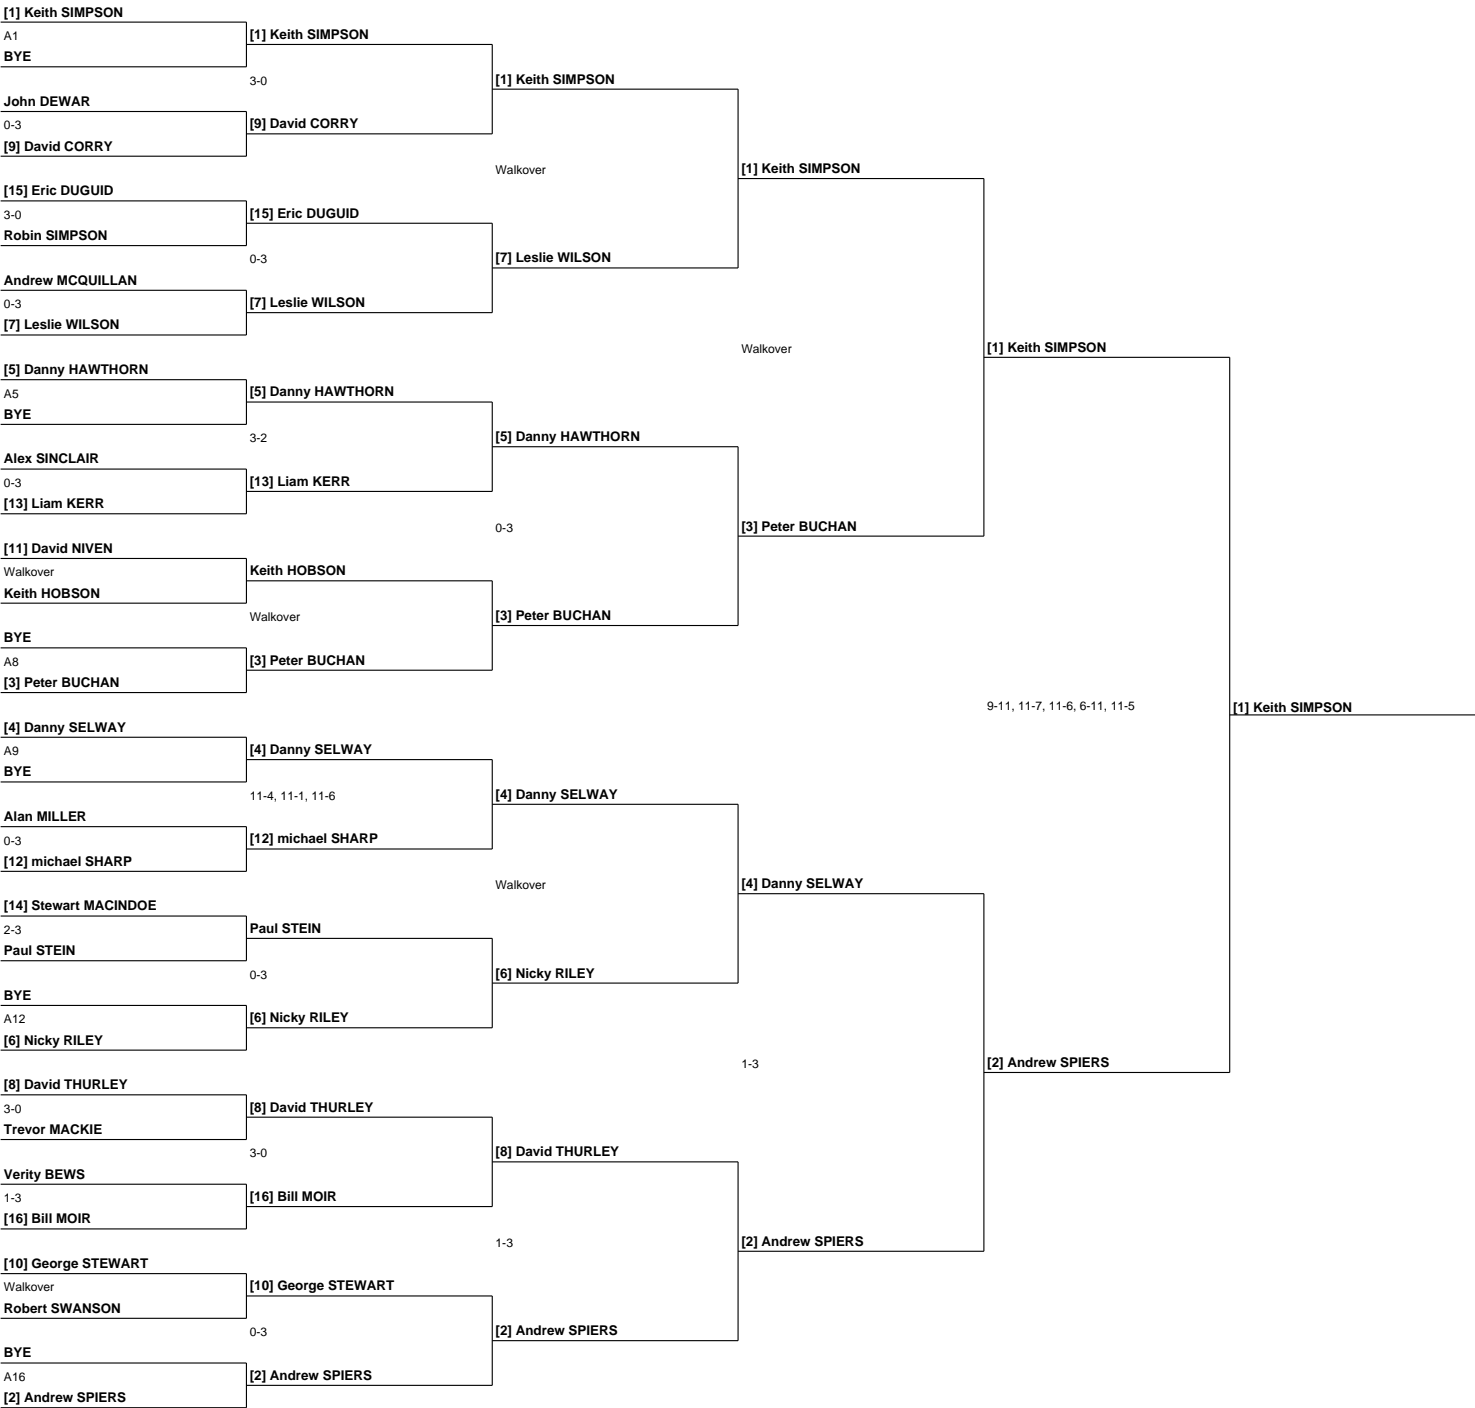 [1] Keith SIMPSON
A1
BYE
John DEWAR
0-3
[9] David CORRY
[15] Eric DUGUID
3-0
Robin SIMPSON
Andrew MCQUILLAN
0-3
[7] Leslie WILSON
[5] Danny HAWTHORN
A5
BYE
Alex SINCLAIR
0-3
[13] Liam KERR
[11] David NIVEN
Walkover
Keith HOBSON
BYE
A8
[3] Peter BUCHAN
[4] Danny SELWAY
A9
BYE
Alan MILLER
0-3
[12] michael SHARP
[14] Stewart MACINDOE
2-3
Paul STEIN
BYE
A12
[6] Nicky RILEY
[8] David THURLEY
3-0
Trevor MACKIE
Verity BEWS
1-3
[16] Bill MOIR
[10] George STEWART
Walkover
Robert SWANSON
BYE
A16
[2] Andrew SPIERS
[1] Keith SIMPSON
3-0
[9] David CORRY
[15] Eric DUGUID
0-3
[7] Leslie WILSON
[5] Danny HAWTHORN
3-2
[13] Liam KERR
Keith HOBSON
Walkover
[3] Peter BUCHAN
[4] Danny SELWAY
11-4, 11-1, 11-6
[12] michael SHARP
Paul STEIN
0-3
[6] Nicky RILEY
[8] David THURLEY
3-0
[16] Bill MOIR
[10] George STEWART
0-3
[2] Andrew SPIERS
[1] Keith SIMPSON
Walkover
[7] Leslie WILSON
[5] Danny HAWTHORN
0-3
[3] Peter BUCHAN
[4] Danny SELWAY
Walkover
[6] Nicky RILEY
[8] David THURLEY
1-3
[2] Andrew SPIERS
[1] Keith SIMPSON
Walkover
[3] Peter BUCHAN
[4] Danny SELWAY
1-3
[2] Andrew SPIERS
[1] Keith SIMPSON
9-11, 11-7, 11-6, 6-11, 11-5
[2] Andrew SPIERS
[1] Keith SIMPSON